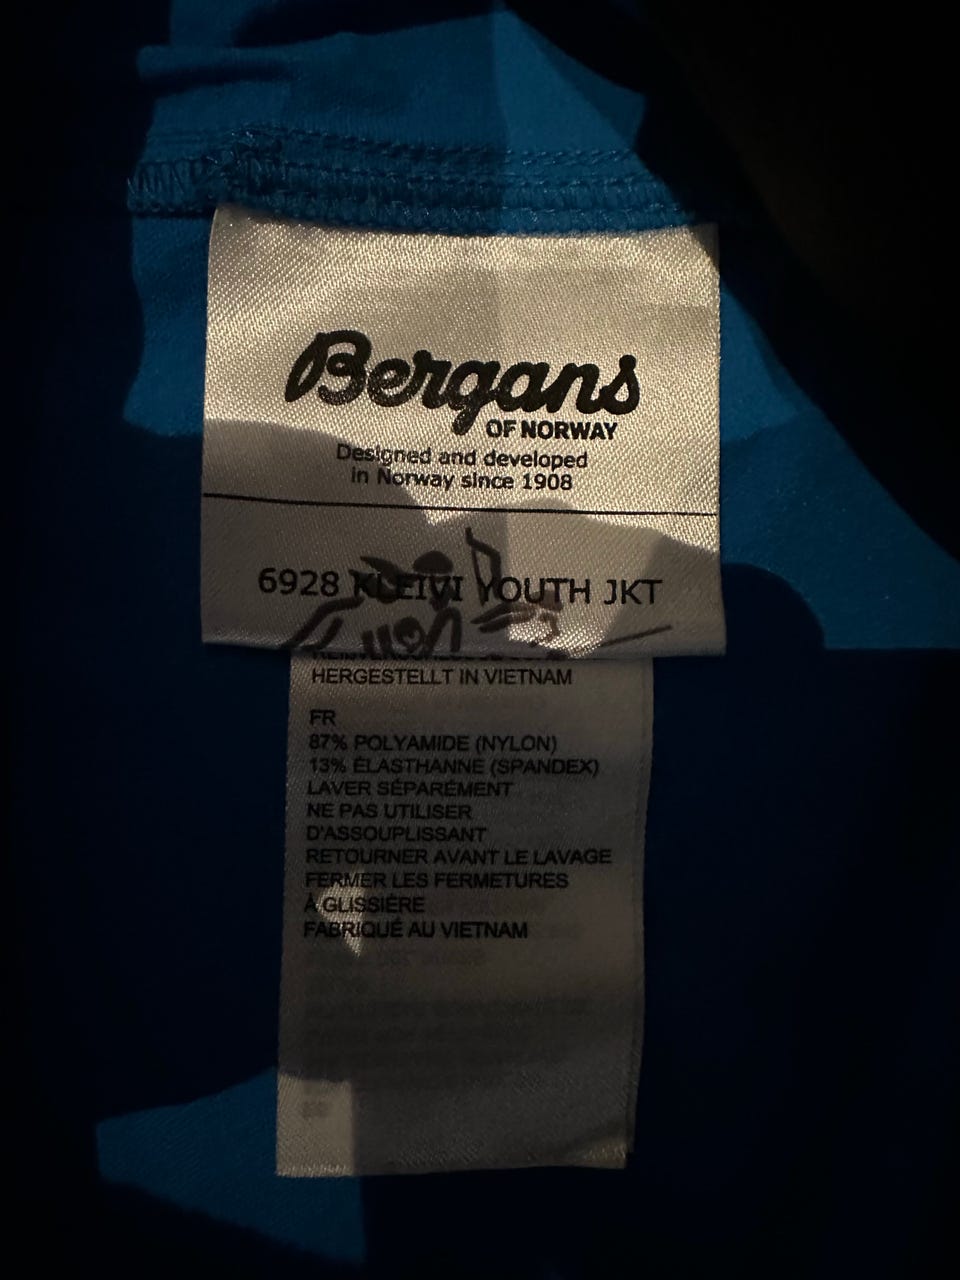 Bergans
OF NORWAY
Designed and developed
in Norway since 1908
6928 KLEIVI YOUTH JKT
HERGESTELLT IN VIETNAM
FR
87% POLYAMIDE (NYLON)
13% ÉLASTHANNE (SPANDEX)
LAVER SÉPARÉMENT
NE PAS UTILISER
D'ASSOUPLISSANT
RETOURNER AVANT LE LAVAGE
FERMER LES FERMETURES
À GLISSIÈRE
FABRIQUÉ AU VIETNAM